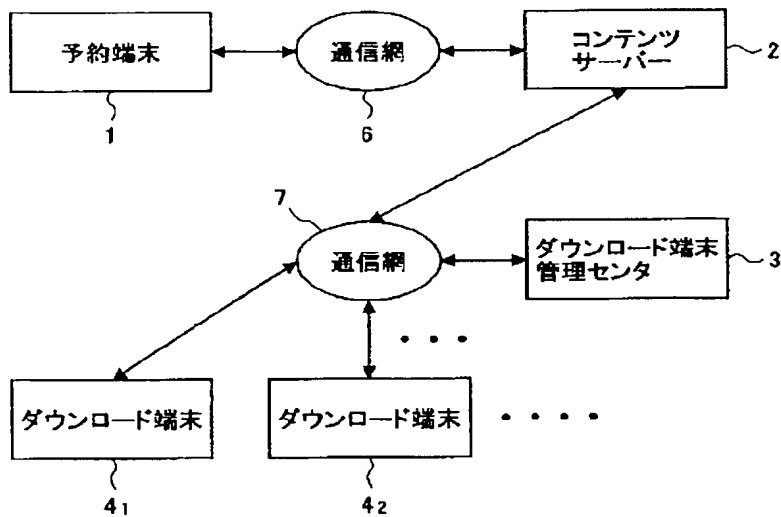 予約端末
通信網
コンテンツ
サーバー
2
1
6
7
通信網
ダウンロード端末
管理センタ
3
ダウンロード端末
ダウンロード端末
41
42